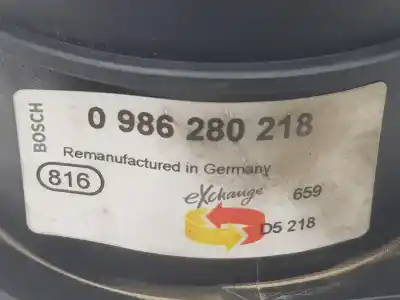 BOSCH
0 986 280 218
Remanufactured in Germany
816
eXchange
659
D5 218